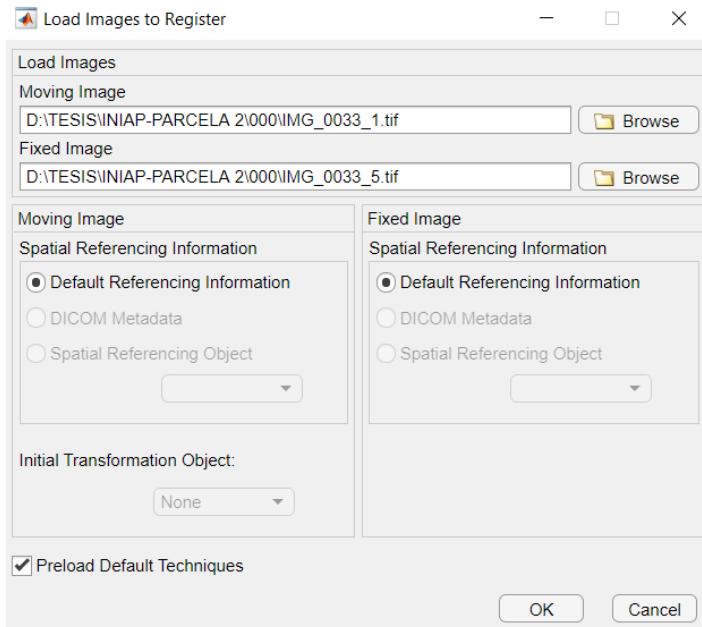 Load Images to Register
Load Images
Moving Image
D:\TESIS\INIAP-PARCELA 2\000\IMG_0033_1.tif Browse
Fixed Image
D:\TESIS\INIAP-PARCELA 2\000\IMG_0033_5.tif Browse
Moving Image
Spatial Referencing Information
Default Referencing Information
DICOM Metadata
Spatial Referencing Object
Initial Transformation Object:
None
Fixed Image
Spatial Referencing Information
Default Referencing Information
DICOM Metadata
Spatial Referencing Object
Preload Default Techniques
OK Cancel